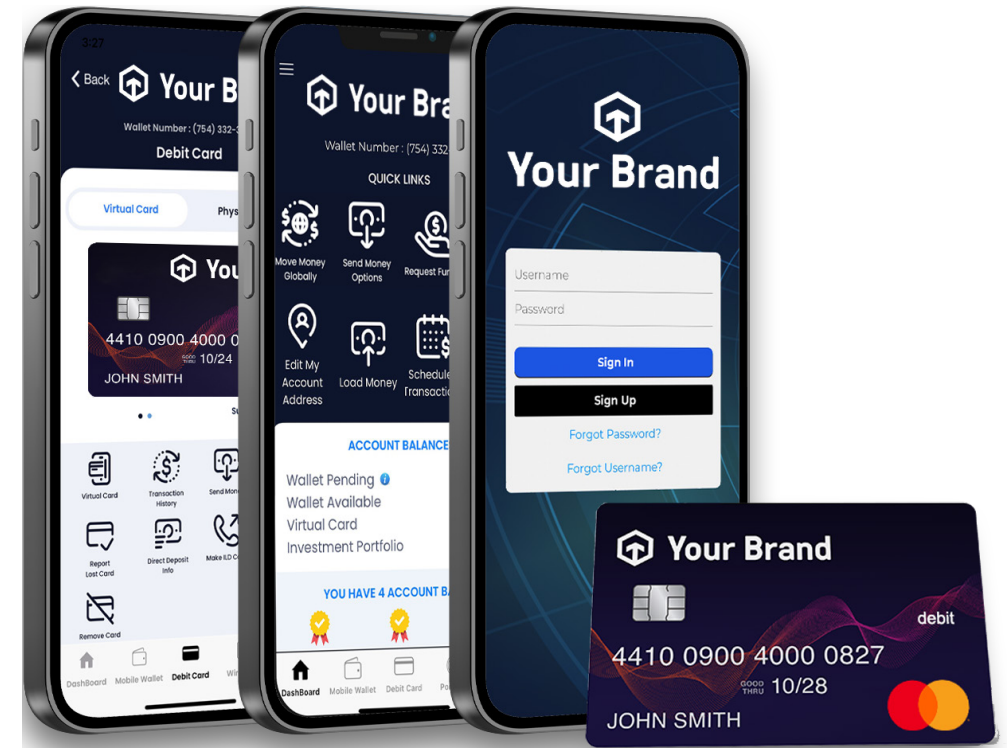 3:27
Back
Your B
Wallet Number : (754) 332-
Debit Card
Virtual Card
Phys
You
4410 0900 4000 0
GOOD THRU 10/24
JOHN SMITH
Virtual Card
Transaction
History
Send Mon
Report
Lost Card
Direct Deposit
Info
Make ILD C
Remove Card
DashBoard
Mobile Wallet
Debit Card
Your Bra
Wallet Number : (754) 332
QUICK LINKS
Move Money
Globally
Send Money
Options
Request Fun
Edit My
Account
Address
Load Money
Schedule
Transactio
ACCOUNT BALANCE
Wallet Pending
Wallet Available
Virtual Card
Investment Portfolio
YOU HAVE 4 ACCOUNT B
DashBoard
Mobile Wallet
Debit Card
Your Brand
Username
Password
Sign In
Sign Up
Forgot Password?
Forgot Username?
Your Brand
debit
4410 0900 4000 0827
GOOD THRU 10/28
JOHN SMITH